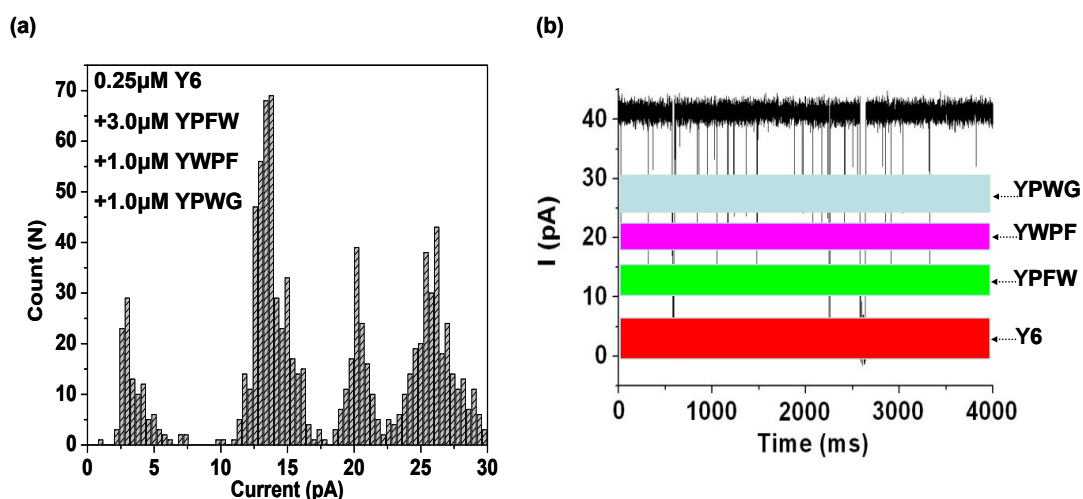 (a)
0.25µM Y6
+3.0µM YPFW
+1.0µM YWPF
+1.0µM YPWG
Count (N)
70
60
50
40
30
20
10
0
0 5 10 15 20 25 30
Current (pA)
(b)
I (pA)
40
30
20
10
0
YPWG
YWPF
YPFW
Y6
0 1000 2000 3000 4000
Time (ms)